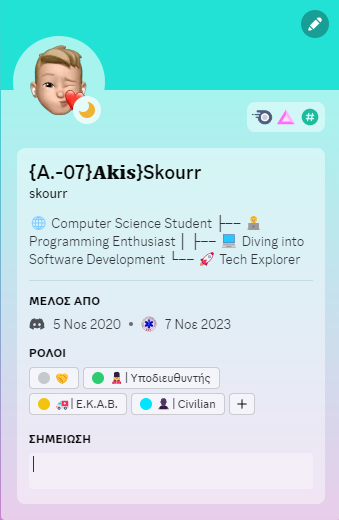 {A.-07}Akis}Skourr
skourr
🌐 Computer Science Student ├── 👨‍💻
Programming Enthusiast │ ├── 💻 Diving into
Software Development └── 🚀 Tech Explorer
ΜΕΛΟΣ ΑΠΟ
5 Νοε 2020 • 7 Νοε 2023
ΡΟΛΟΙ
🤝 💂|Υποδιευθυντής
🚑| Ε.Κ.Α.Β. 👤| Civilian +
ΣΗΜΕΙΩΣΗ